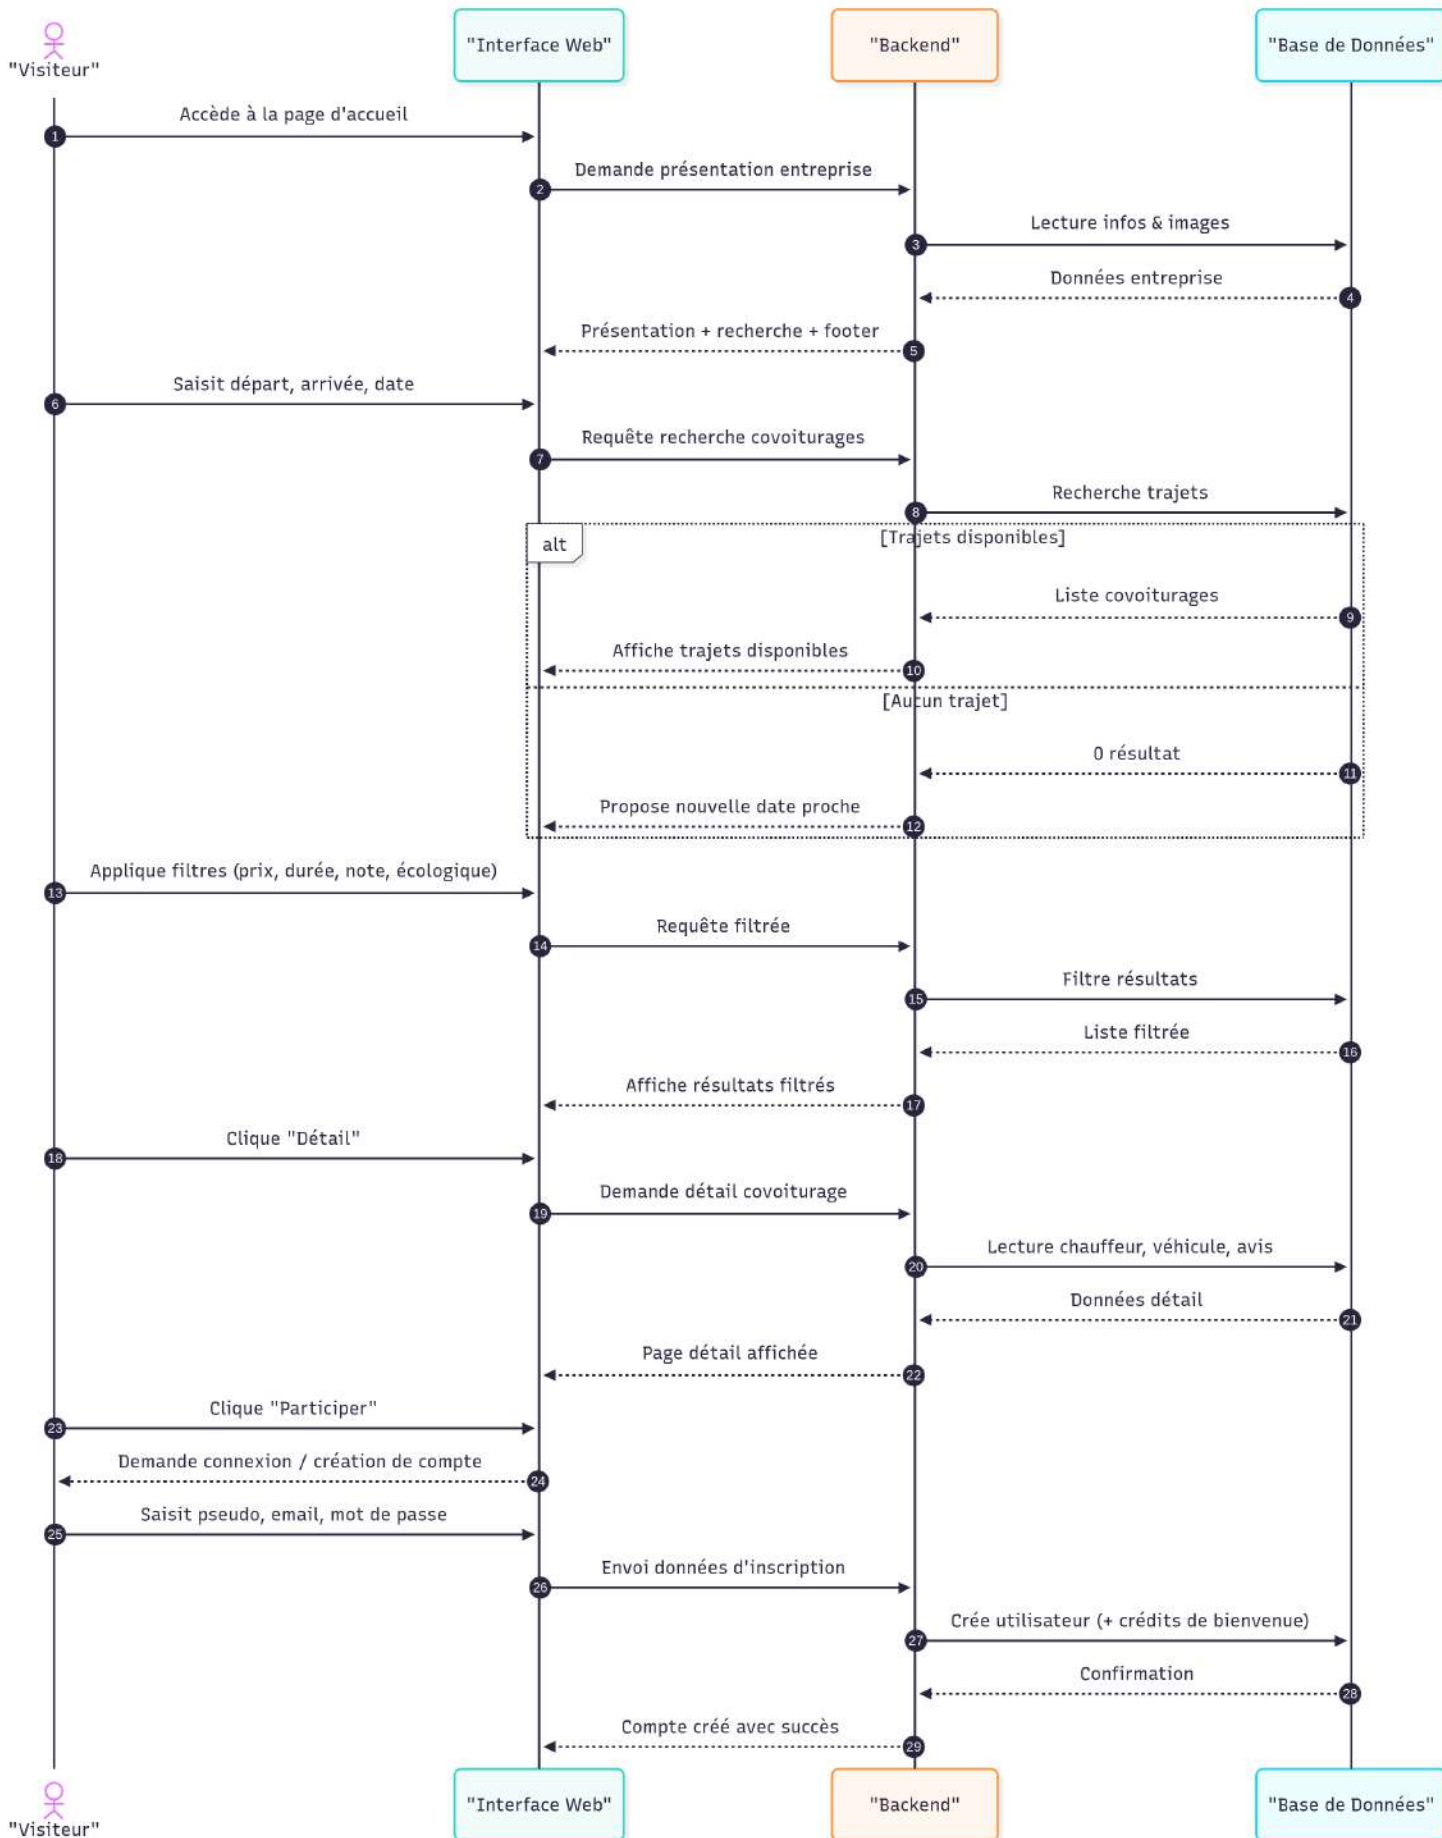 "Visiteur"
"Interface Web"
"Backend"
"Base de Données"
Accède à la page d'accueil
1
Demande présentation entreprise
2
Lecture infos & images
3
Données entreprise
4
Présentation + recherche + footer
5
Saisit départ, arrivée, date
6
Requête recherche covoiturages
7
Recherche trajets
8
alt
[Trajets disponibles]
Liste covoiturages
9
Affiche trajets disponibles
10
[Aucun trajet]
0 résultat
11
Propose nouvelle date proche
12
Applique filtres (prix, durée, note, écologique)
13
Requête filtrée
14
Filtre résultats
15
Liste filtrée
16
Affiche résultats filtrés
17
Clique "Détail"
18
Demande détail covoiturage
19
Lecture chauffeur, véhicule, avis
20
Données détail
21
Page détail affichée
22
Clique "Participer"
23
Demande connexion / création de compte
24
Saisit pseudo, email, mot de passe
25
Envoi données d'inscription
26
Crée utilisateur (+ crédits de bienvenue)
27
Confirmation
28
Compte créé avec succès
29
"Visiteur"
"Interface Web"
"Backend"
"Base de Données"